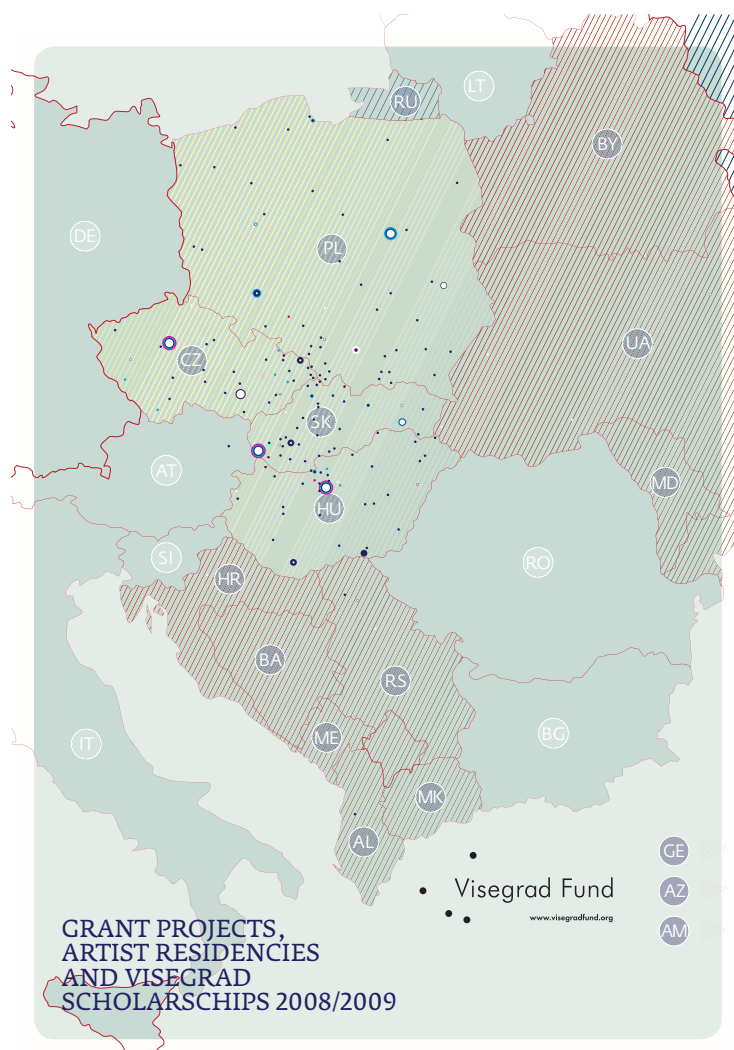 LT
RU
BY
DE
PL
UA
CZ
SK
AT
MD
HU
SI
RO
HR
BA
RS
ME
BG
IT
MK
AL
GE
Visegrad Fund
AZ
www.visegradfund.org
AM
GRANT PROJECTS,
ARTIST RESIDENCIES
AND VISEGRAD
SCHOLARSCHIPS 2008/2009